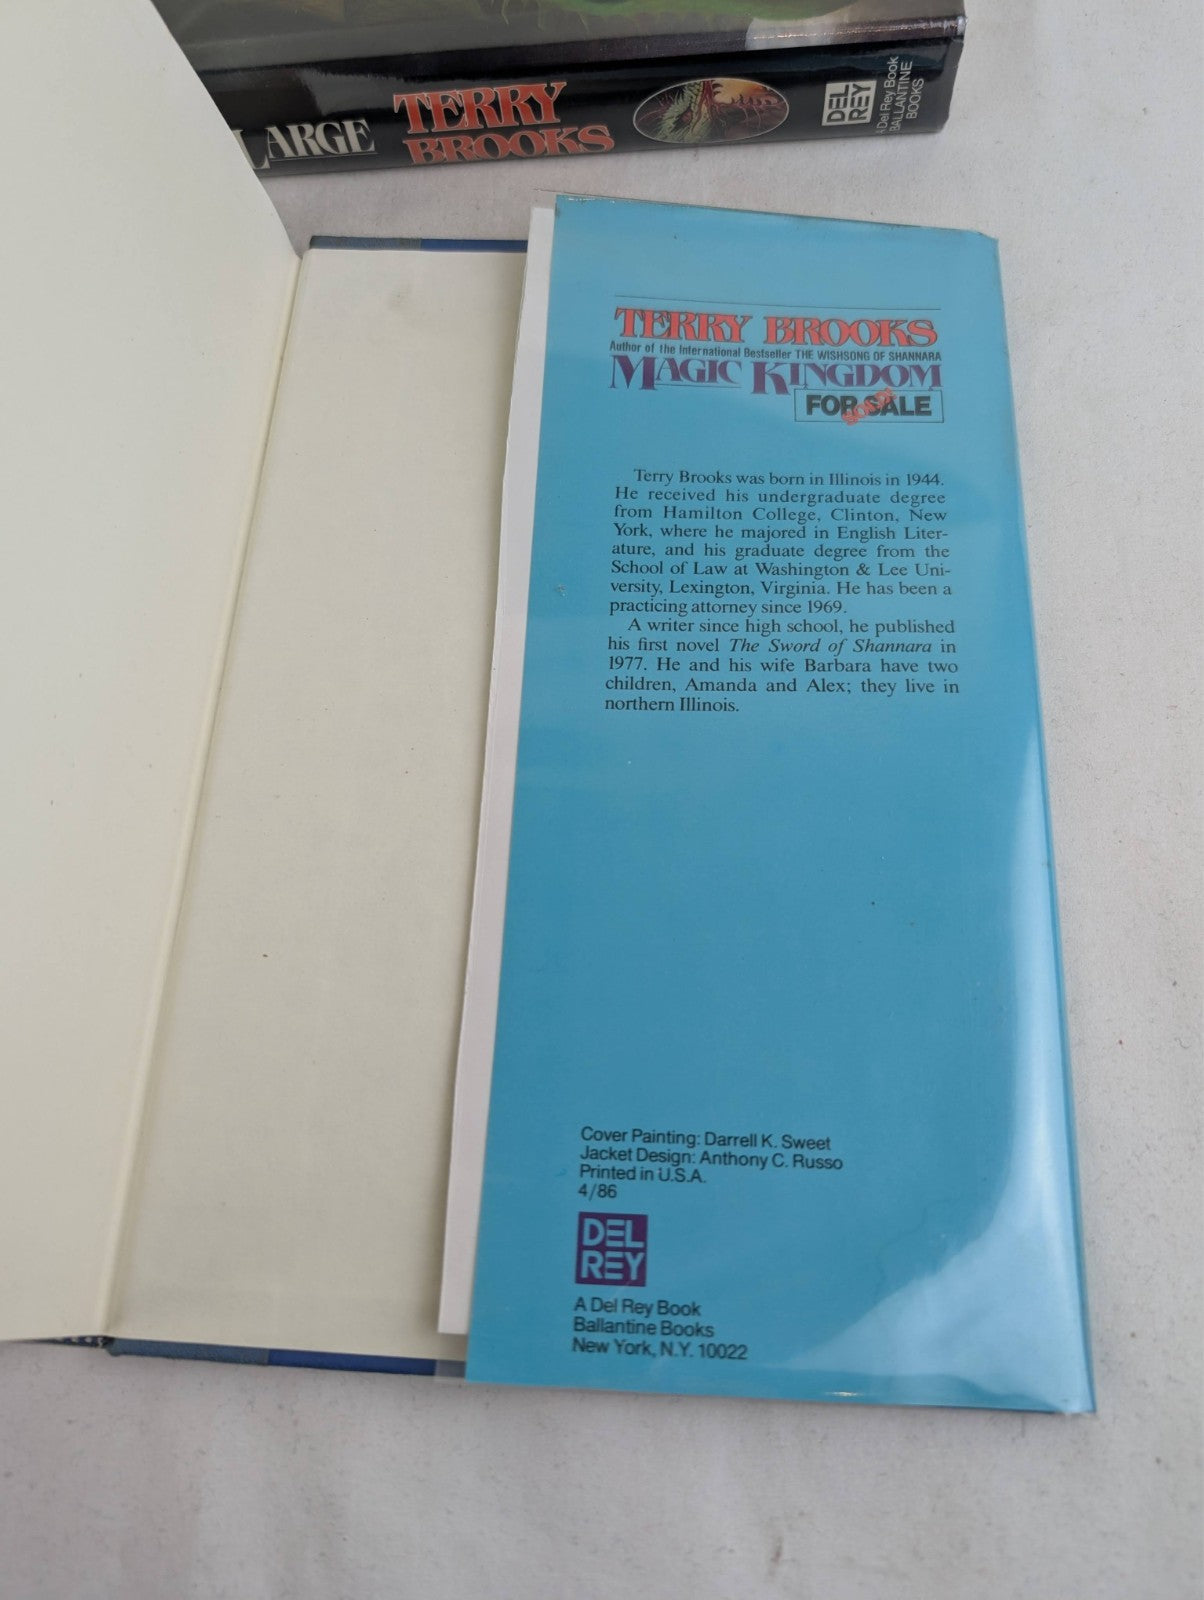 LARGE
TERRY
BROOKS
DEL
REY
A Del Rey Book
BALLANTINE
BOOKS
TERRY BROOKS
Author of the International Bestseller THE WISHSONG OF SHANNARA
MAGIC KINGDOM
FOR SALE
SOLD!
Terry Brooks was born in Illinois in 1944.
He received his undergraduate degree
from Hamilton College, Clinton, New
York, where he majored in English Liter-
ature, and his graduate degree from the
School of Law at Washington & Lee Uni-
versity, Lexington, Virginia. He has been a
practicing attorney since 1969.
A writer since high school, he published
his first novel The Sword of Shannara in
1977. He and his wife Barbara have two
children, Amanda and Alex; they live in
northern Illinois.
Cover Painting: Darrell K. Sweet
Jacket Design: Anthony C. Russo
Printed in U.S.A.
4/86
DEL
REY
A Del Rey Book
Ballantine Books
New York, N.Y. 10022